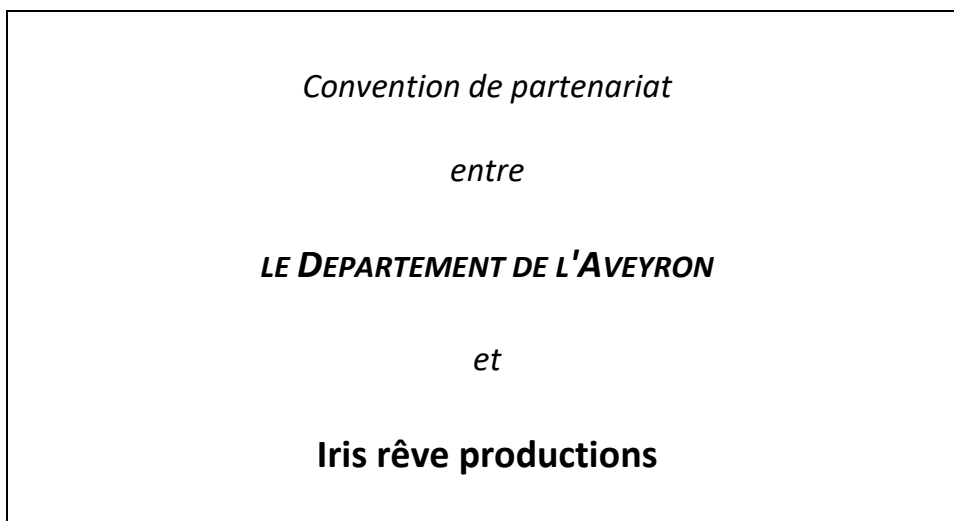 Convention de partenariat
entre
LE DEPARTEMENT DE L'AVEYRON
et
Iris rêve productions